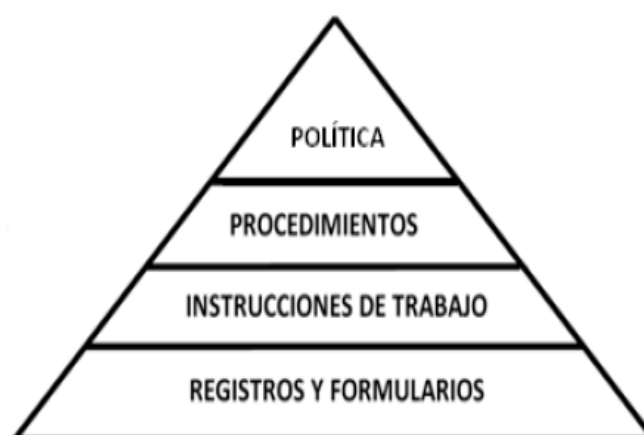 POLÍTICA
PROCEDIMIENTOS
INSTRUCCIONES DE TRABAJO
REGISTROS Y FORMULARIOS